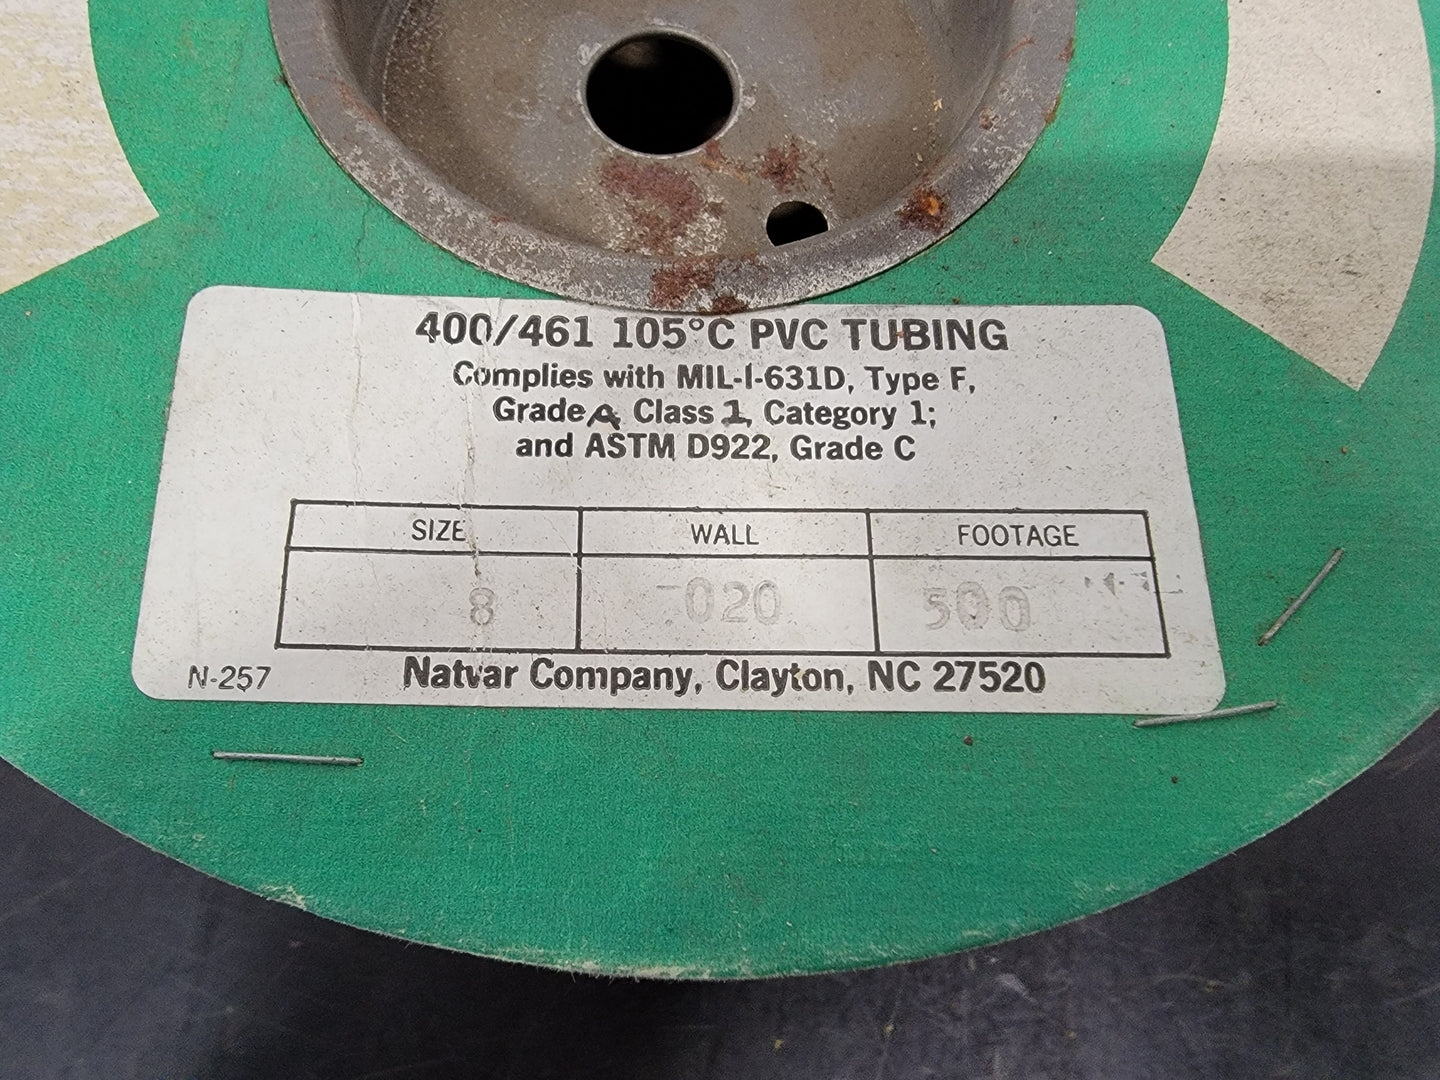 400/461 105°C PVC TUBING
Complies with MIL-I-631D, Type F,
Grade A Class 1, Category 1;
and ASTM D922, Grade C
SIZE WALL FOOTAGE
8 020 500
N-257 Natvar Company, Clayton, NC 27520